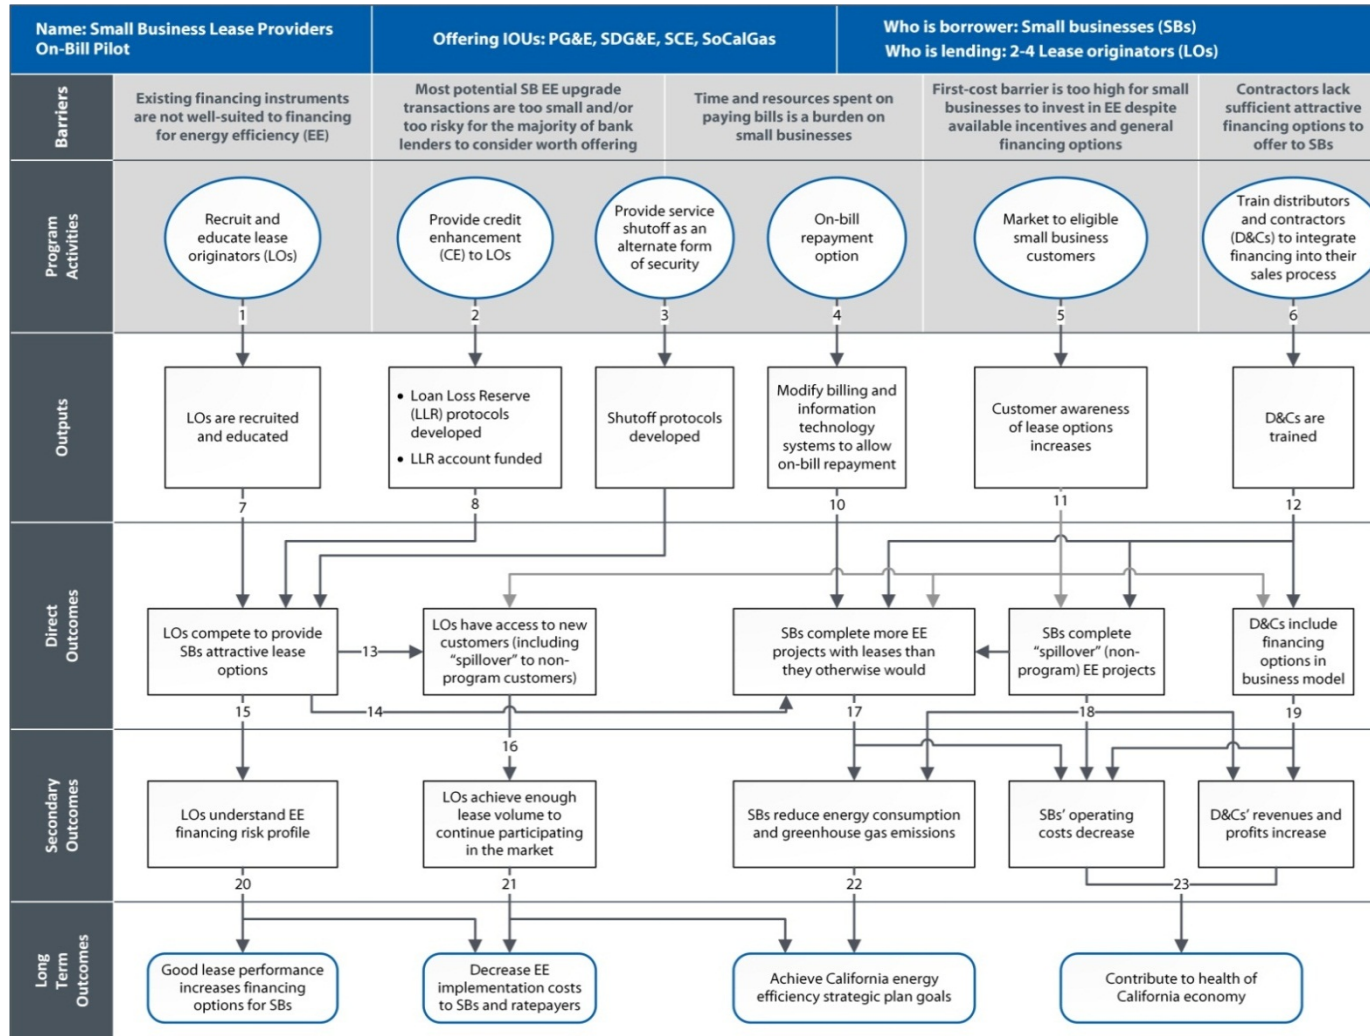 Name: Small Business Lease Providers
On-Bill Pilot
Offering IOUs: PG&E, SDG&E, SCE, SoCalGas
Who is borrower: Small businesses (SBs)
Who is lending: 2-4 Lease originators (LOs)
Barriers
Existing financing instruments
are not well-suited to financing
for energy efficiency (EE)
Most potential SB EE upgrade
transactions are too small and/or
too risky for the majority of bank
lenders to consider worth offering
Time and resources spent on
paying bills is a burden on
small businesses
First-cost barrier is too high for small
businesses to invest in EE despite
available incentives and general
financing options
Contractors lack
sufficient attractive
financing options to
offer to SBs
Program
Activities
Recruit and
educate lease
originators (LOs)
Provide credit
enhancement
(CE) to LOs
Provide service
shutoff as an
alternate form
of security
On-bill
repayment
option
Market to eligible
small business
customers
Train distributors
and contractors
(D&Cs) to integrate
financing into their
sales process
1
2
3
4
5
6
Outputs
LOs are recruited
and educated
• Loan Loss Reserve
(LLR) protocols
developed
• LLR account funded
Shutoff protocols
developed
Modify billing and
information
technology
systems to allow
on-bill repayment
Customer awareness
of lease options
increases
D&Cs are
trained
7
8
10
11
12
Direct
Outcomes
LOs compete to provide
SBs attractive lease
options
13
LOs have access to new
customers (including
"spillover" to non-
program customers)
SBs complete more EE
projects with leases than
they otherwise would
SBs complete
"spillover" (non-
program) EE projects
D&Cs include
financing
options in
business model
15
14
16
17
18
19
Secondary
Outcomes
LOs understand EE
financing risk profile
LOs achieve enough
lease volume to
continue participating
in the market
SBs reduce energy consumption
and greenhouse gas emissions
SBs' operating
costs decrease
D&Cs' revenues and
profits increase
20
21
22
23
Long
Term
Outcomes
Good lease performance
increases financing
options for SBs
Decrease EE
implementation costs
to SBs and ratepayers
Achieve California energy
efficiency strategic plan goals
Contribute to health of
California economy